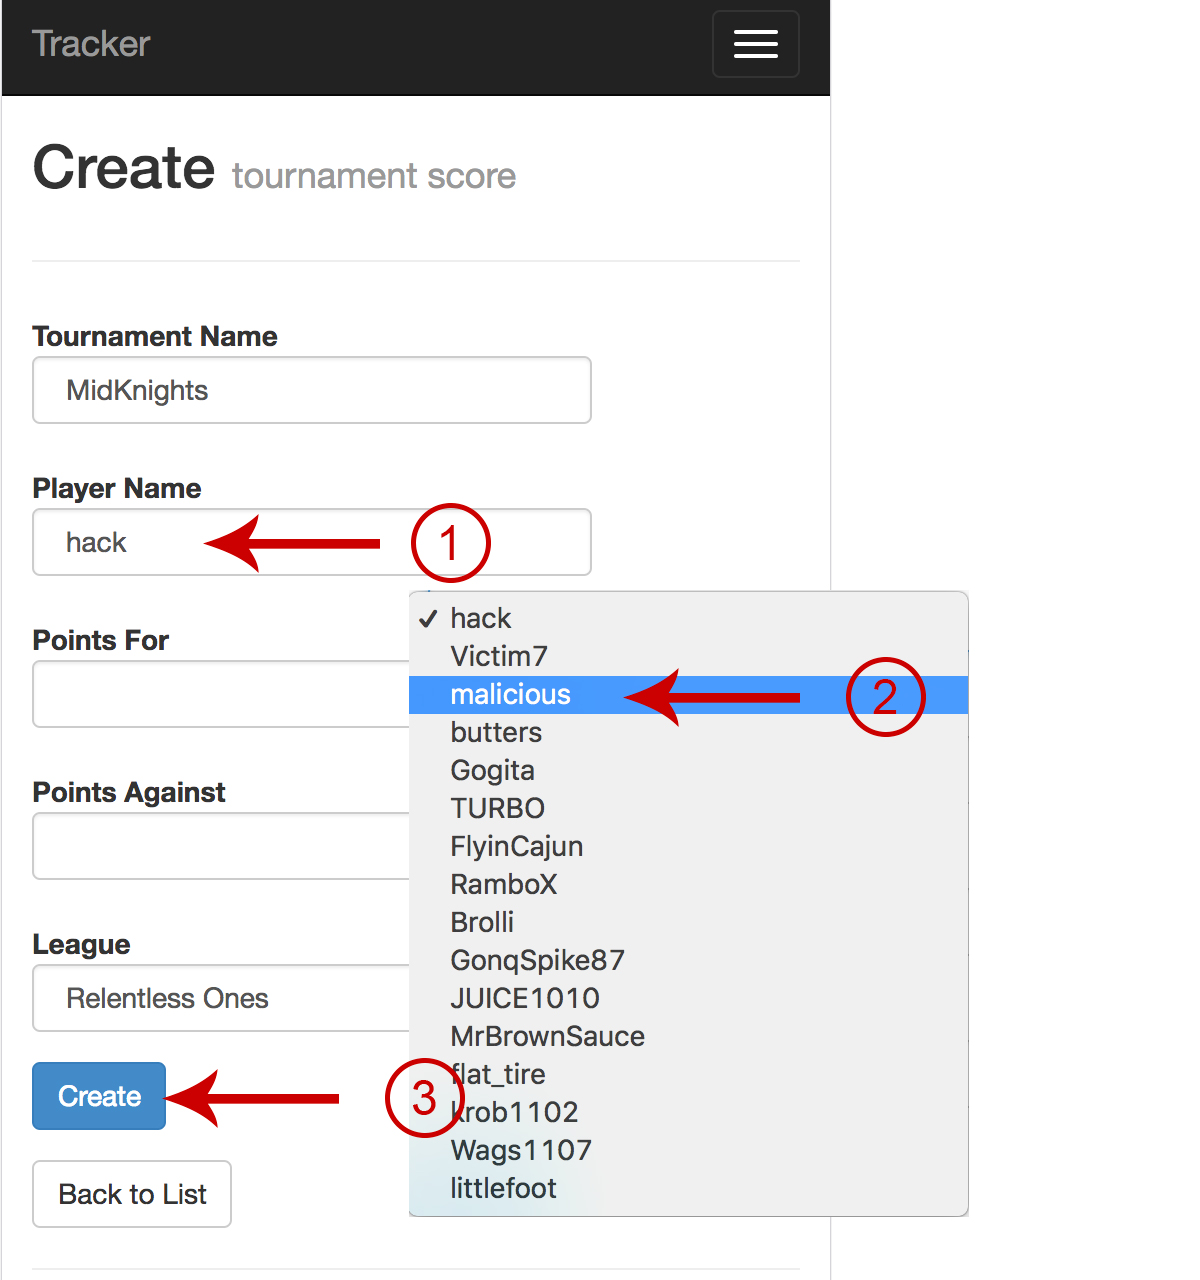 Tracker
Create tournament score
Tournament Name
MidKnights
Player Name
hack
1
Points For
Points Against
League
Relentless Ones
Create
3
Back to List
✓ hack
Victim7
malicious
2
butters
Gogita
TURBO
FlyinCajun
RamboX
Brolli
GonqSpike87
JUICE1010
MrBrownSauce
flat_tire
krob1102
Wags1107
littlefoot